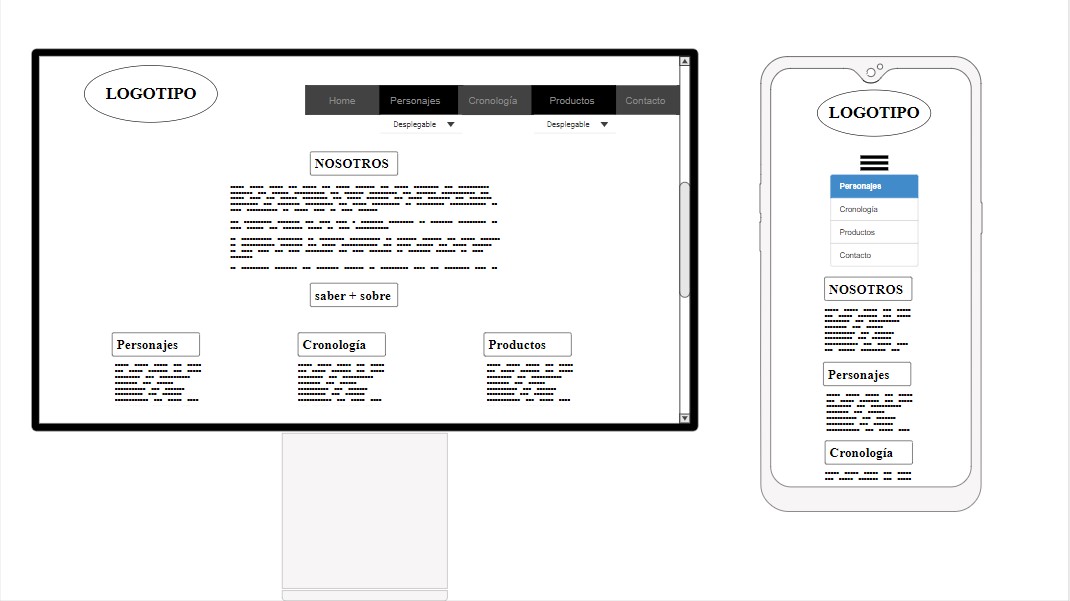 LOGOTIPO
Home Personajes Cronología Productos Contacto
Desplegable Desplegable
NOSOTROS
saber + sobre
Personajes Cronología Productos
LOGOTIPO
Personajes
Cronología
Productos
Contacto
NOSOTROS
Personajes
Cronología